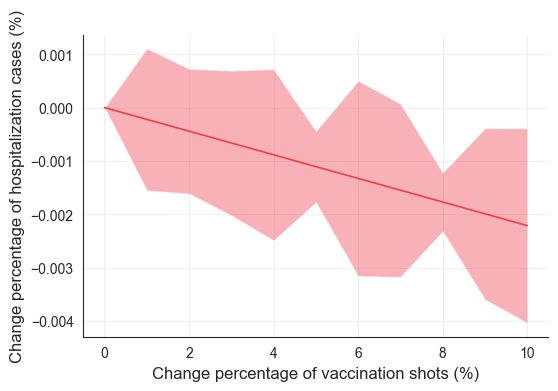 Change percentage of hospitalization cases (%)
0.001
0.000
−0.001
−0.002
−0.003
−0.004
0 2 4 6 8 10
Change percentage of vaccination shots (%)